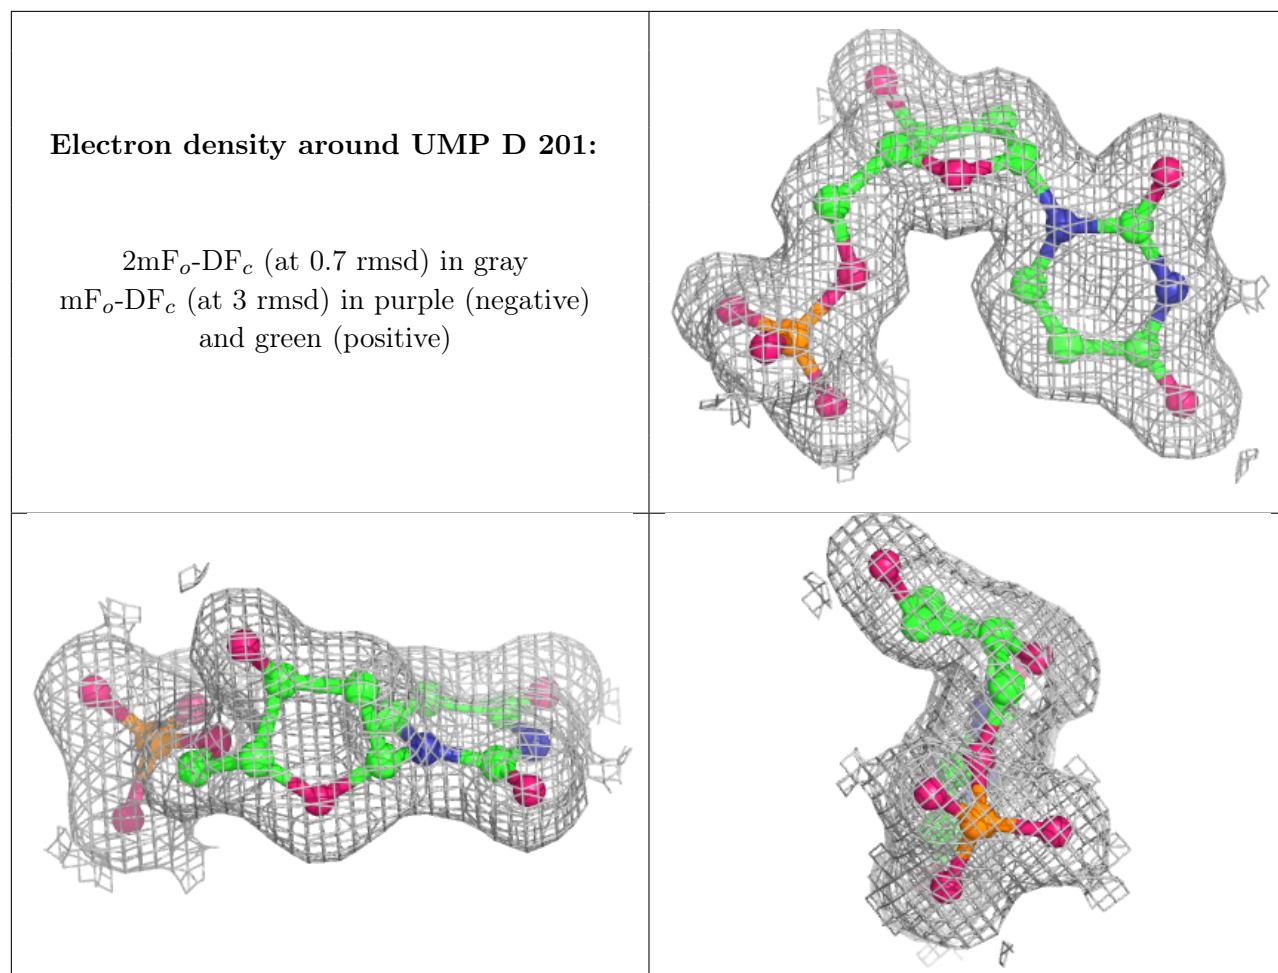 Electron density around UMP D 201:
2mFo-DFc (at 0.7 rmsd) in gray
mFo-DFc (at 3 rmsd) in purple (negative)
and green (positive)